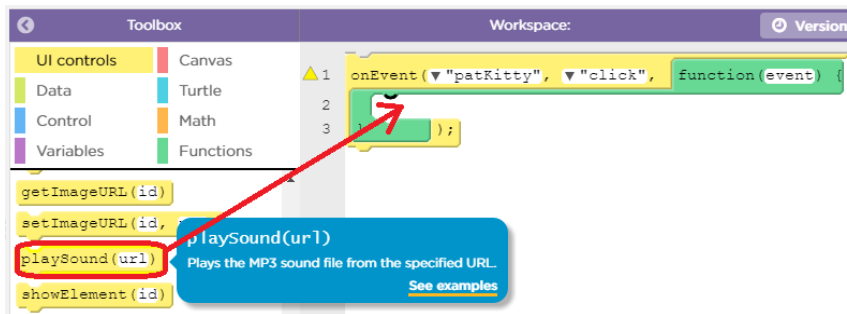 Toolbox
Workspace:
Version
UI controls
Canvas
Data
Turtle
Control
Math
Variables
Functions
getImageURL(id)
setImageURL(id,
playSound(url)
showElement(id)
playSound(url)
Plays the MP3 sound file from the specified URL.
See examples
1 onEvent(▼"patKitty", ▼"click", function(event) {
2
3 );